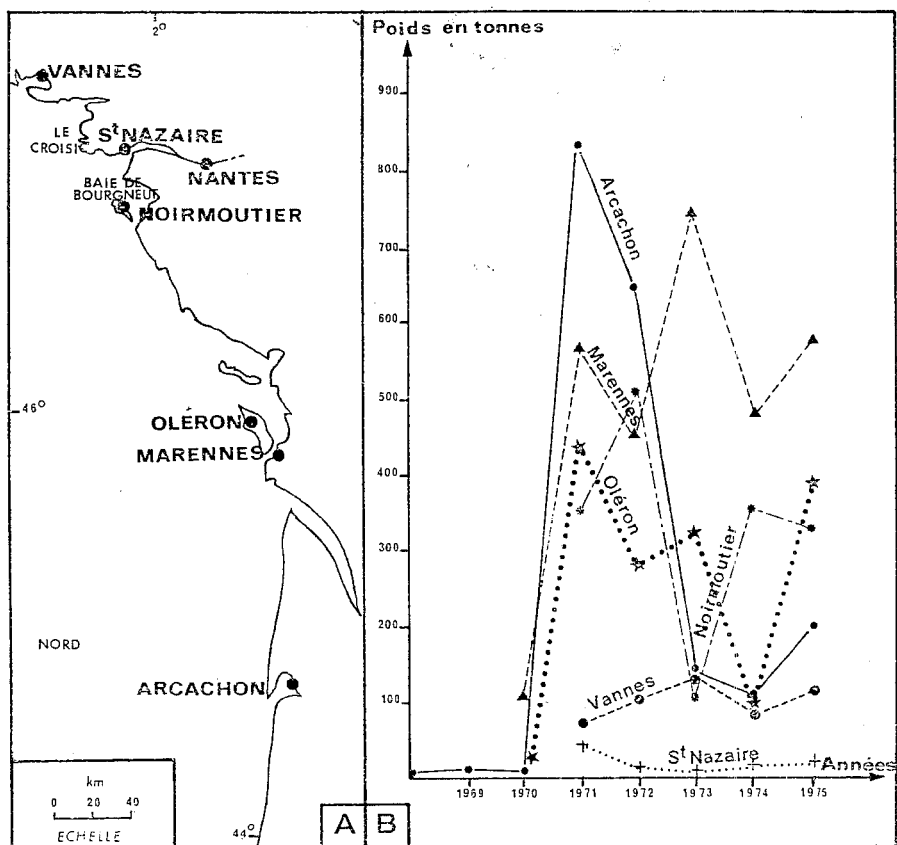 2°
VANNES
LE
CROISIC
St NAZAIRE
NANTES
BAIE DE
BOURGNEUF
NOIRMOUTIER
46°
OLÉRON
MARENNES
NORD
ARCACHON
km
0 20 40
ECHELLE
44°
A
B
Poids en tonnes
900
800
700
600
500
400
300
200
100
Arcachon
Marennes
Oléron
Noirmoutier
Vannes
St Nazaire
Années
1969 1970 1971 1972 1973 1974 1975